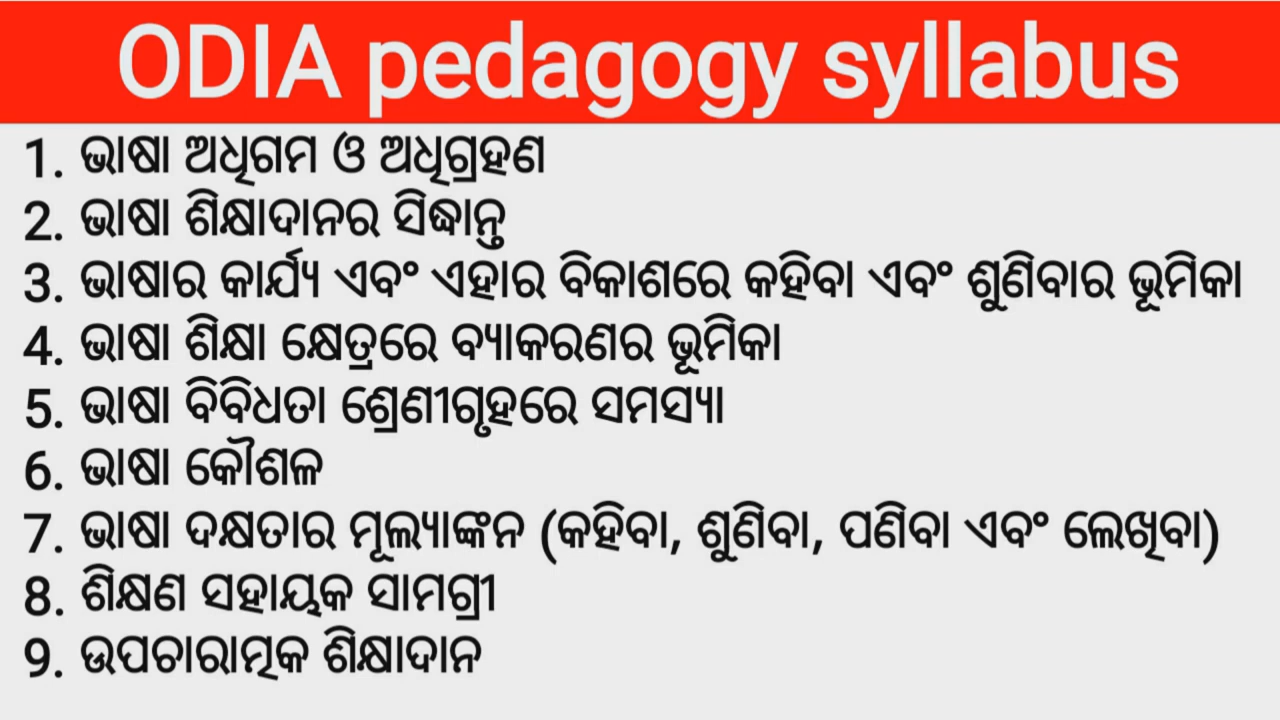 ODIA pedagogy syllabus
1. ଭାଷା ଅଧିଗମ ଓ ଅଧିଗ୍ରହଣ
2. ଭାଷା ଶିକ୍ଷାଦାନର ସିଦ୍ଧାନ୍ତ
3. ଭାଷାର କାର୍ଯ୍ୟ ଏବଂ ଏହାର ବିକାଶରେ କହିବା ଏବଂ ଶୁଣିବାର ଭୂମିକା
4. ଭାଷା ଶିକ୍ଷା କ୍ଷେତ୍ରରେ ବ୍ୟାକରଣର ଭୂମିକା
5. ଭାଷା ବିବିଧତା ଶ୍ରେଣୀଗୃହରେ ସମସ୍ୟା
6. ଭାଷା କୌଶଳ
7. ଭାଷା ଦକ୍ଷତାର ମୂଲ୍ୟାଙ୍କନ (କହିବା, ଶୁଣିବା, ପଣିବା ଏବଂ ଲେଖିବା)
8. ଶିକ୍ଷଣ ସହାୟକ ସାମଗ୍ରୀ
9. ଉପଚାରାତ୍ମକ ଶିକ୍ଷାଦାନ